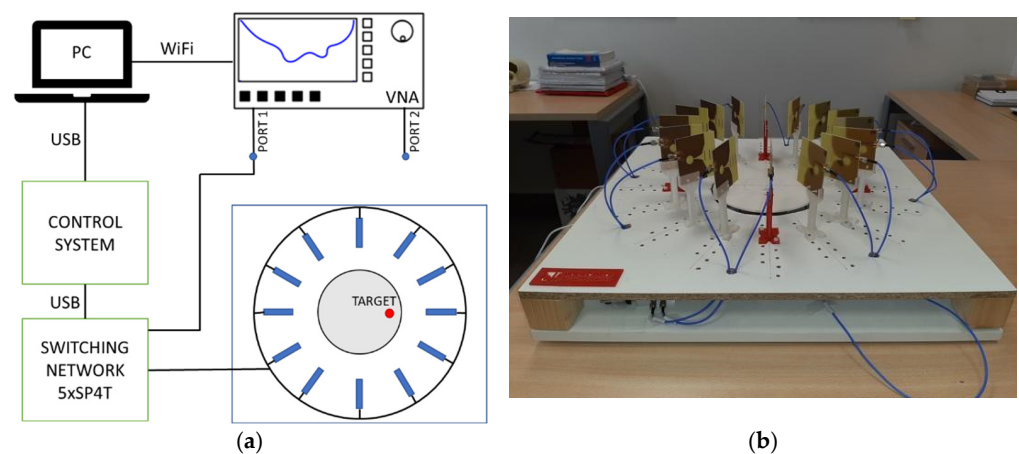 PC
WiFi
VNA
PORT 1
PORT 2
USB
CONTROL
SYSTEM
USB
SWITCHING
NETWORK
5xSP4T
TARGET
(a)
(b)